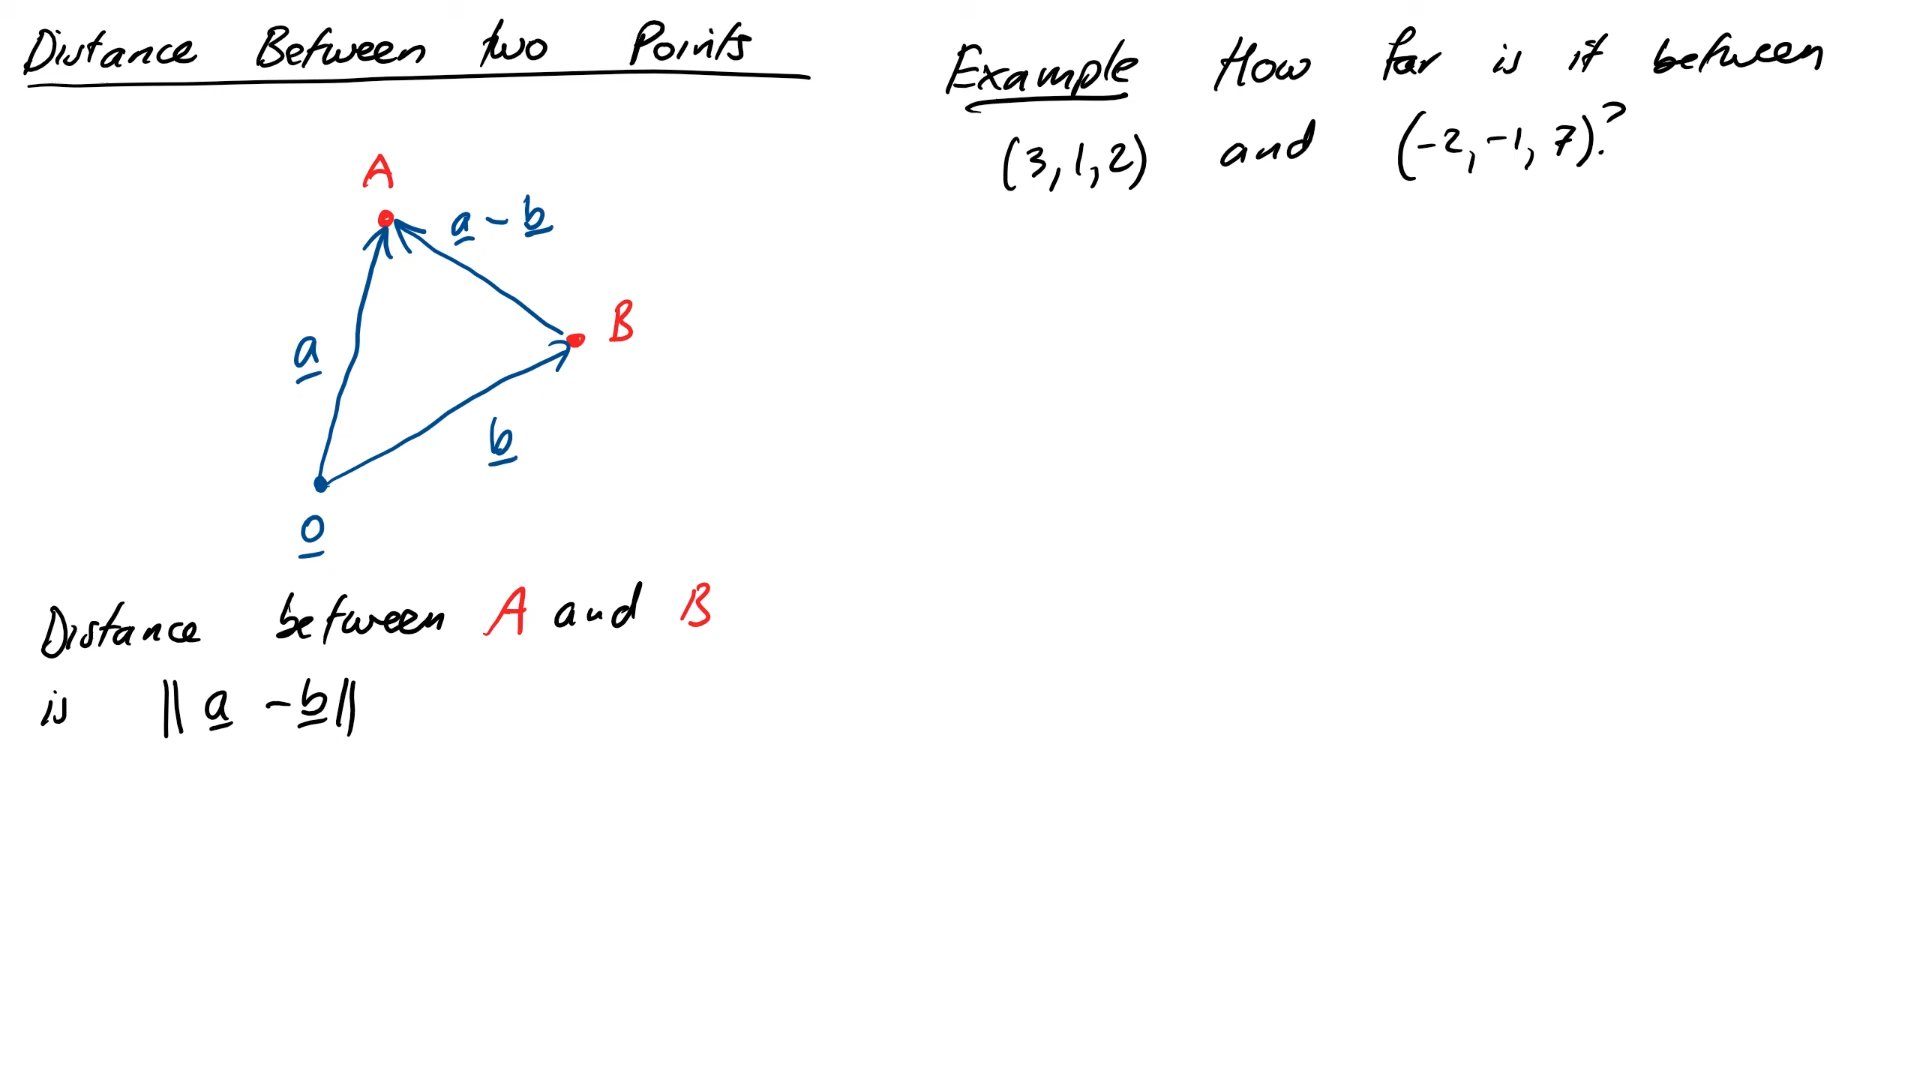 Distance Between two Points
A
a - b
B
a
b
0
Distance between A and B
is || a - b ||
Example How far is it between
(3, 1, 2) and (-2, -1, 7)?